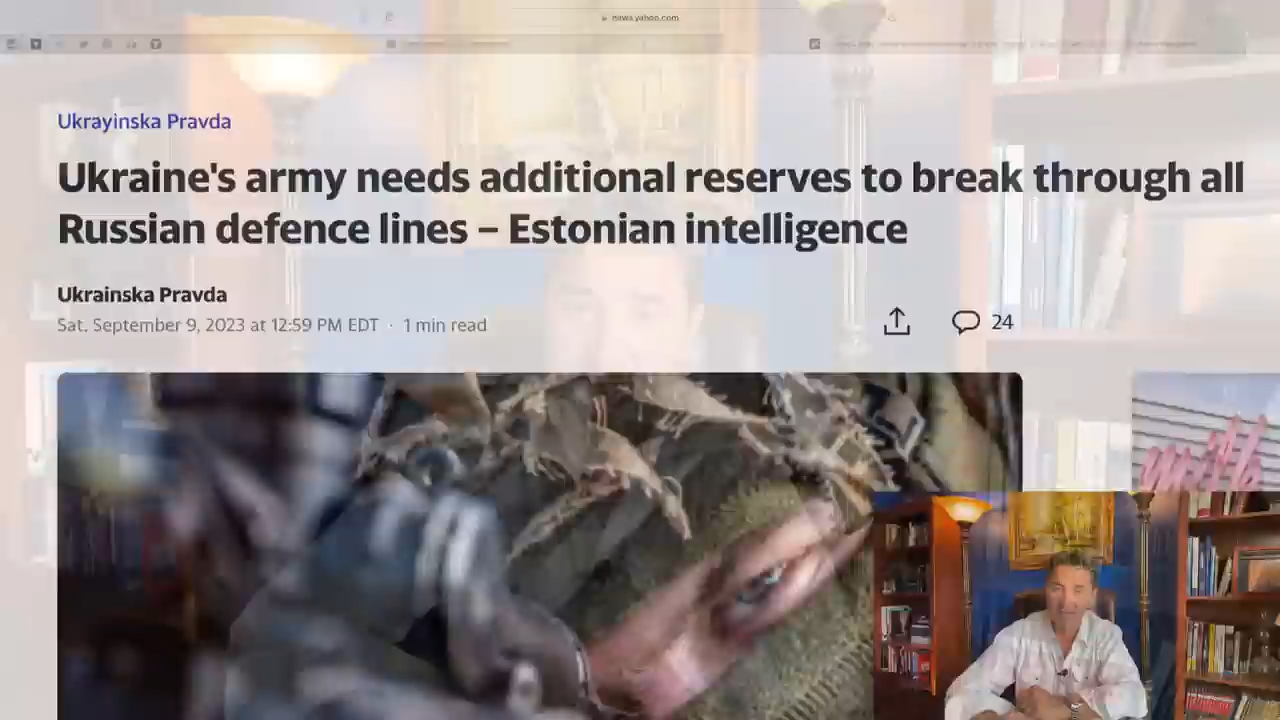 news.yahoo.com
Ukrayinska Pravda
Ukraine's army needs additional reserves to break through all
Russian defence lines – Estonian intelligence
Ukrainska Pravda
Sat, September 9, 2023 at 12:59 PM EDT · 1 min read
24